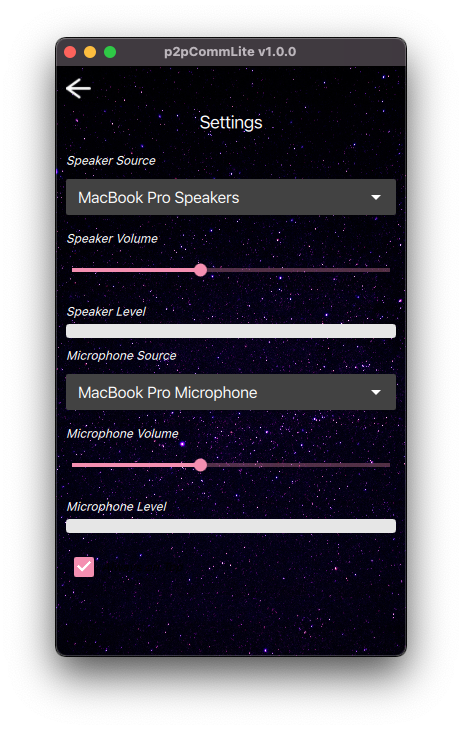 p2pCommLite v1.0.0
Settings
Speaker Source
MacBook Pro Speakers
Speaker Volume
Speaker Level
Microphone Source
MacBook Pro Microphone
Microphone Volume
Microphone Level